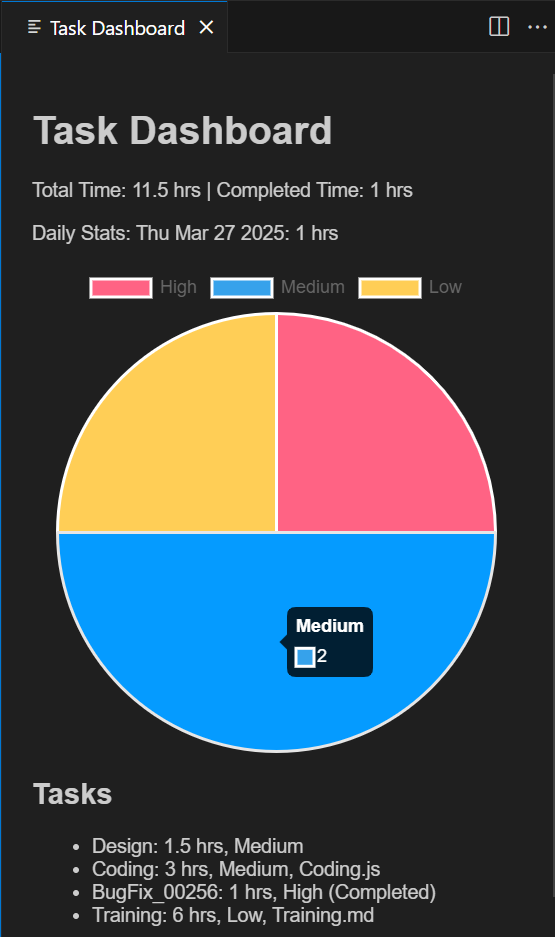 Task Dashboard
Task Dashboard
Total Time: 11.5 hrs | Completed Time: 1 hrs
Daily Stats: Thu Mar 27 2025: 1 hrs
High Medium Low
Medium
2
Tasks
• Design: 1.5 hrs, Medium
• Coding: 3 hrs, Medium, Coding.js
• BugFix_00256: 1 hrs, High (Completed)
• Training: 6 hrs, Low, Training.md